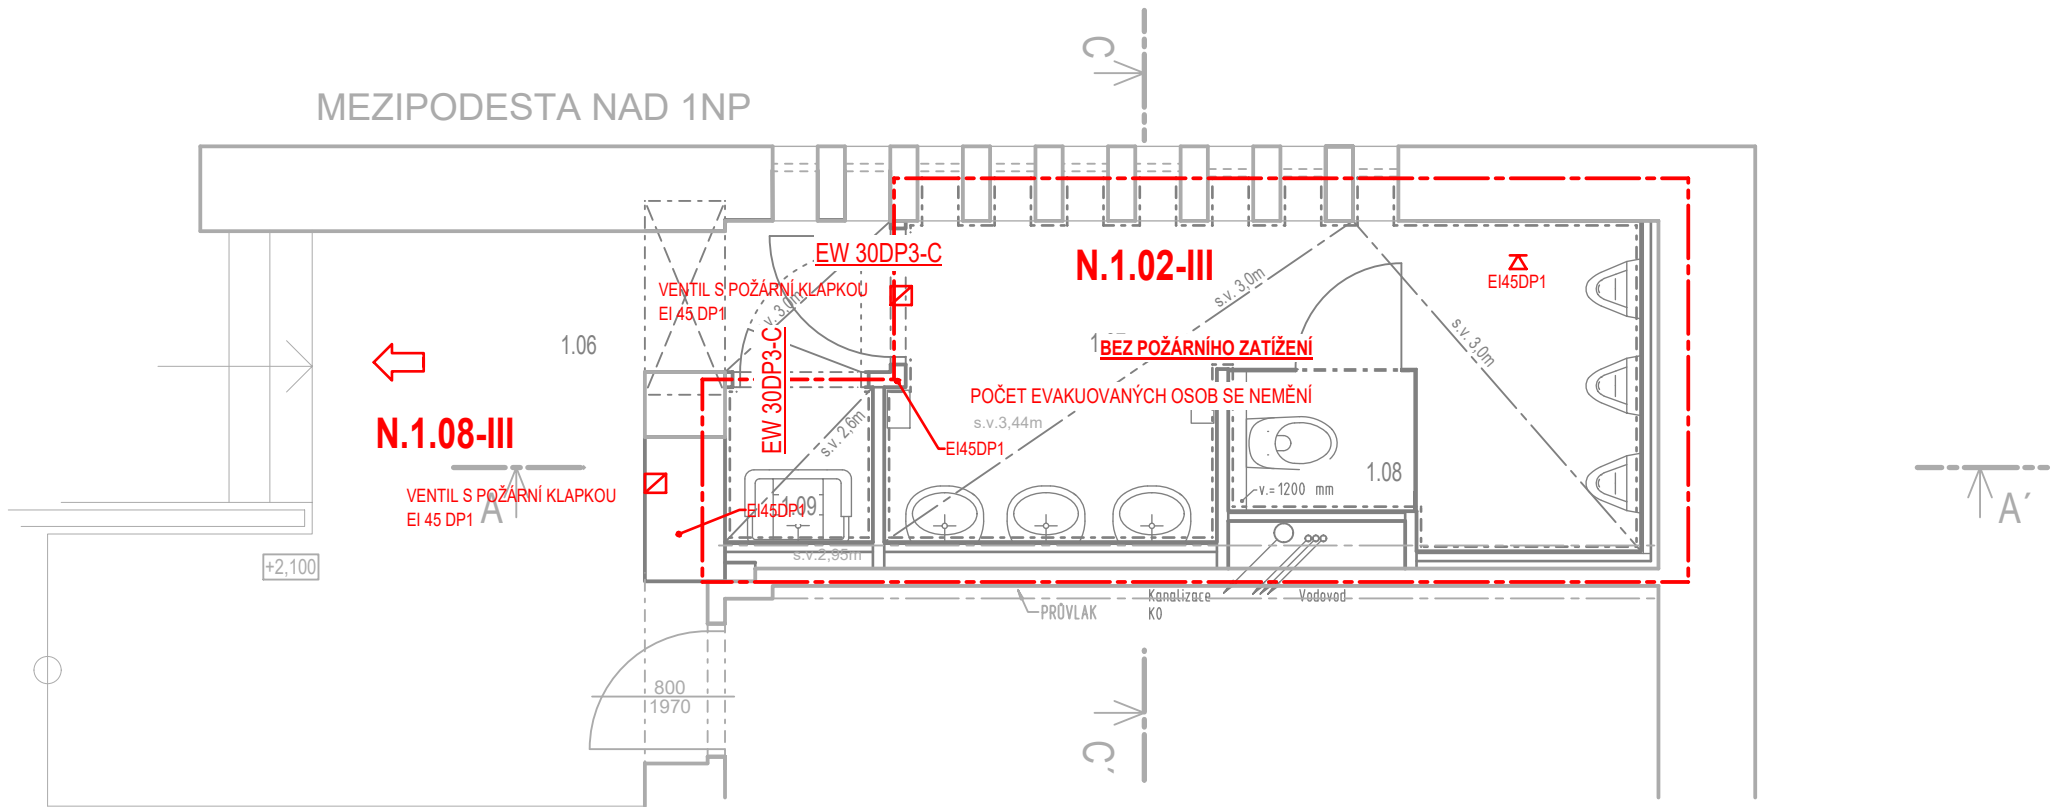 C
MEZIPODESTA NAD 1NP
EW 30DP3-C
N.1.02-III
EI45DP1
VENTIL S POŽÁRNÍ KLAPKOU
EI 45 DP1
s.v. 3,0m
v. 3,0m
s.v. 3,0m
1.06
BEZ POŽÁRNÍHO ZATÍŽENÍ
EW 30DP3-C
POČET EVAKUOVANÝCH OSOB SE NEMĚNÍ
s.v.3,44m
N.1.08-III
s.v. 2,6m
EI45DP1
1.08
v.= 1200 mm
VENTIL S POŽÁRNÍ KLAPKOU
EI 45 DP1
A
1.09
EI45DP1
A´
s.v.2,95m
+2,100
PRŮVLAK
Kanalizace
K0
Vodovod
800
1970
C´